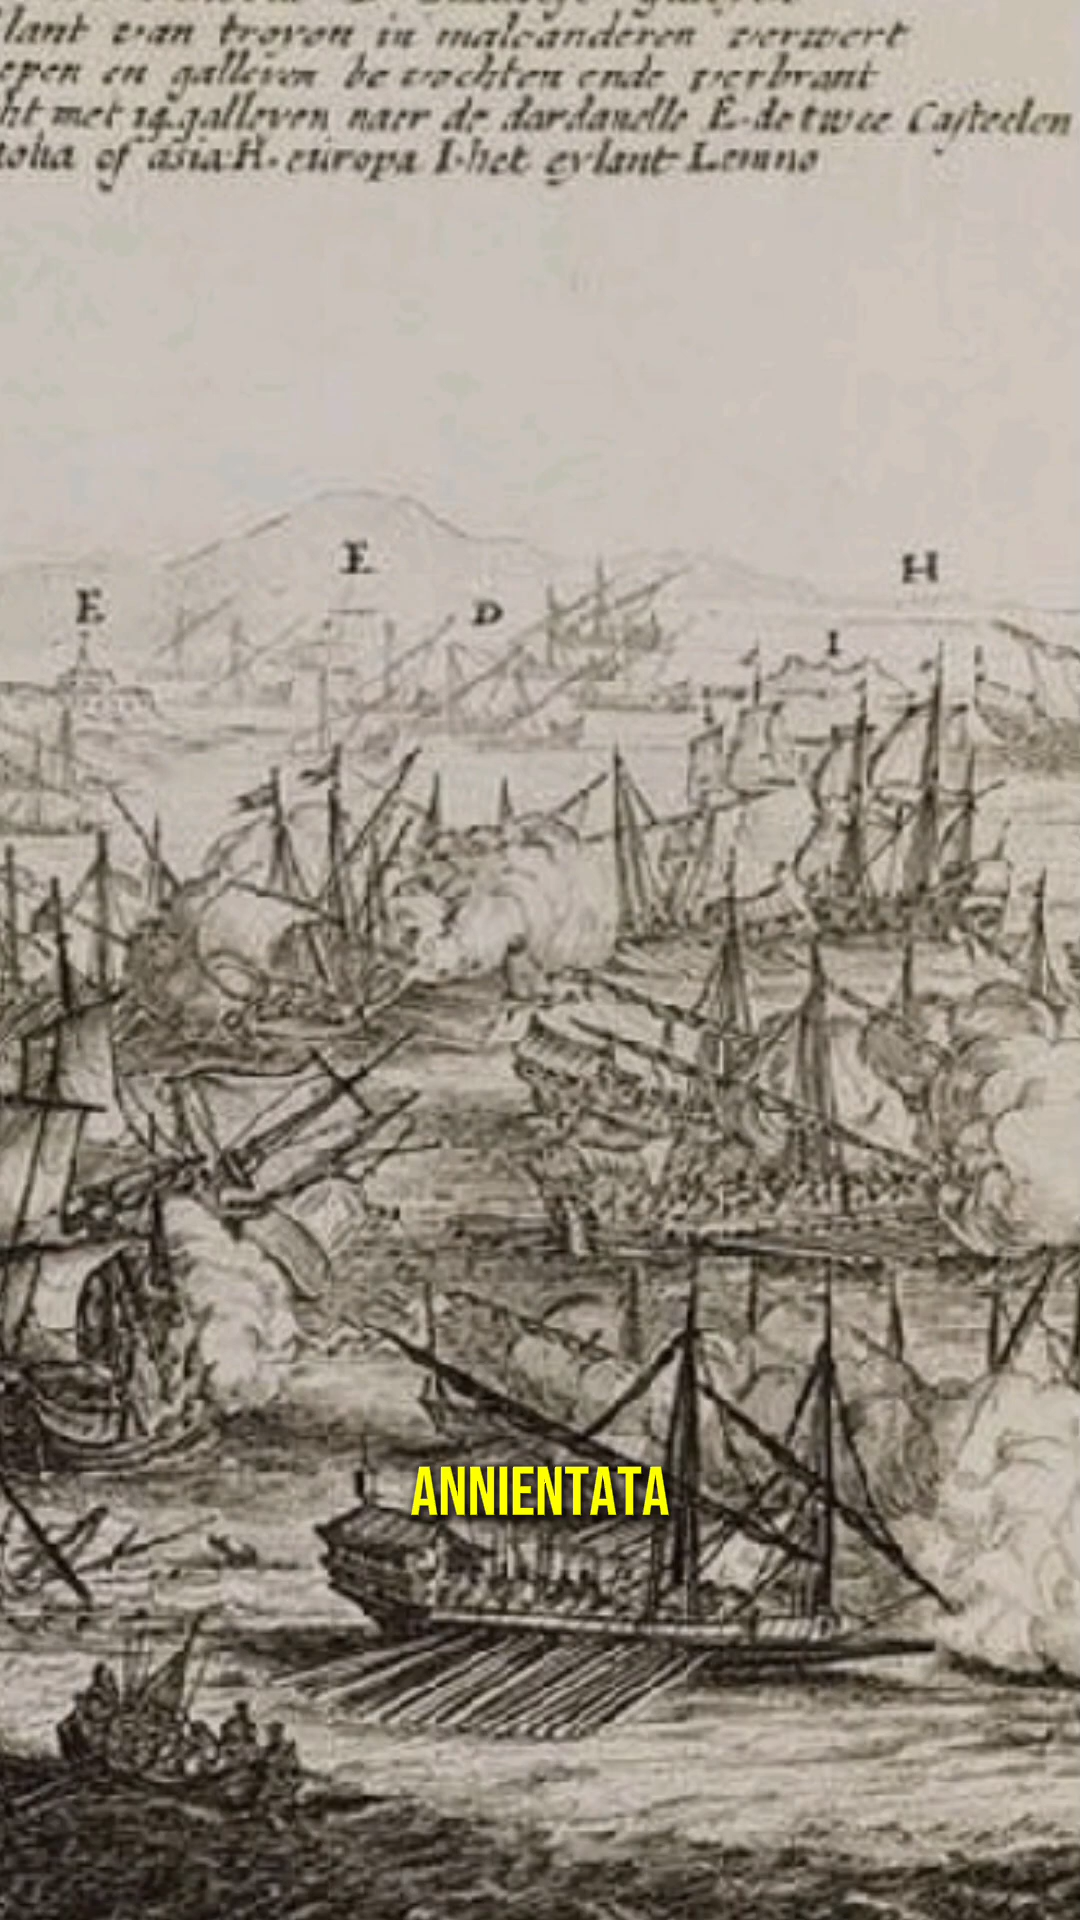 lant van troyen in malcanderen verwert
epen en galleyen be vochten ende verbrant
ht met 14 galleyen naer de dardanelle E. de twee Casteelen
tolia of asia H. europa I. het eylant Lemno
E
E
D
H
I
ANNIENTATA